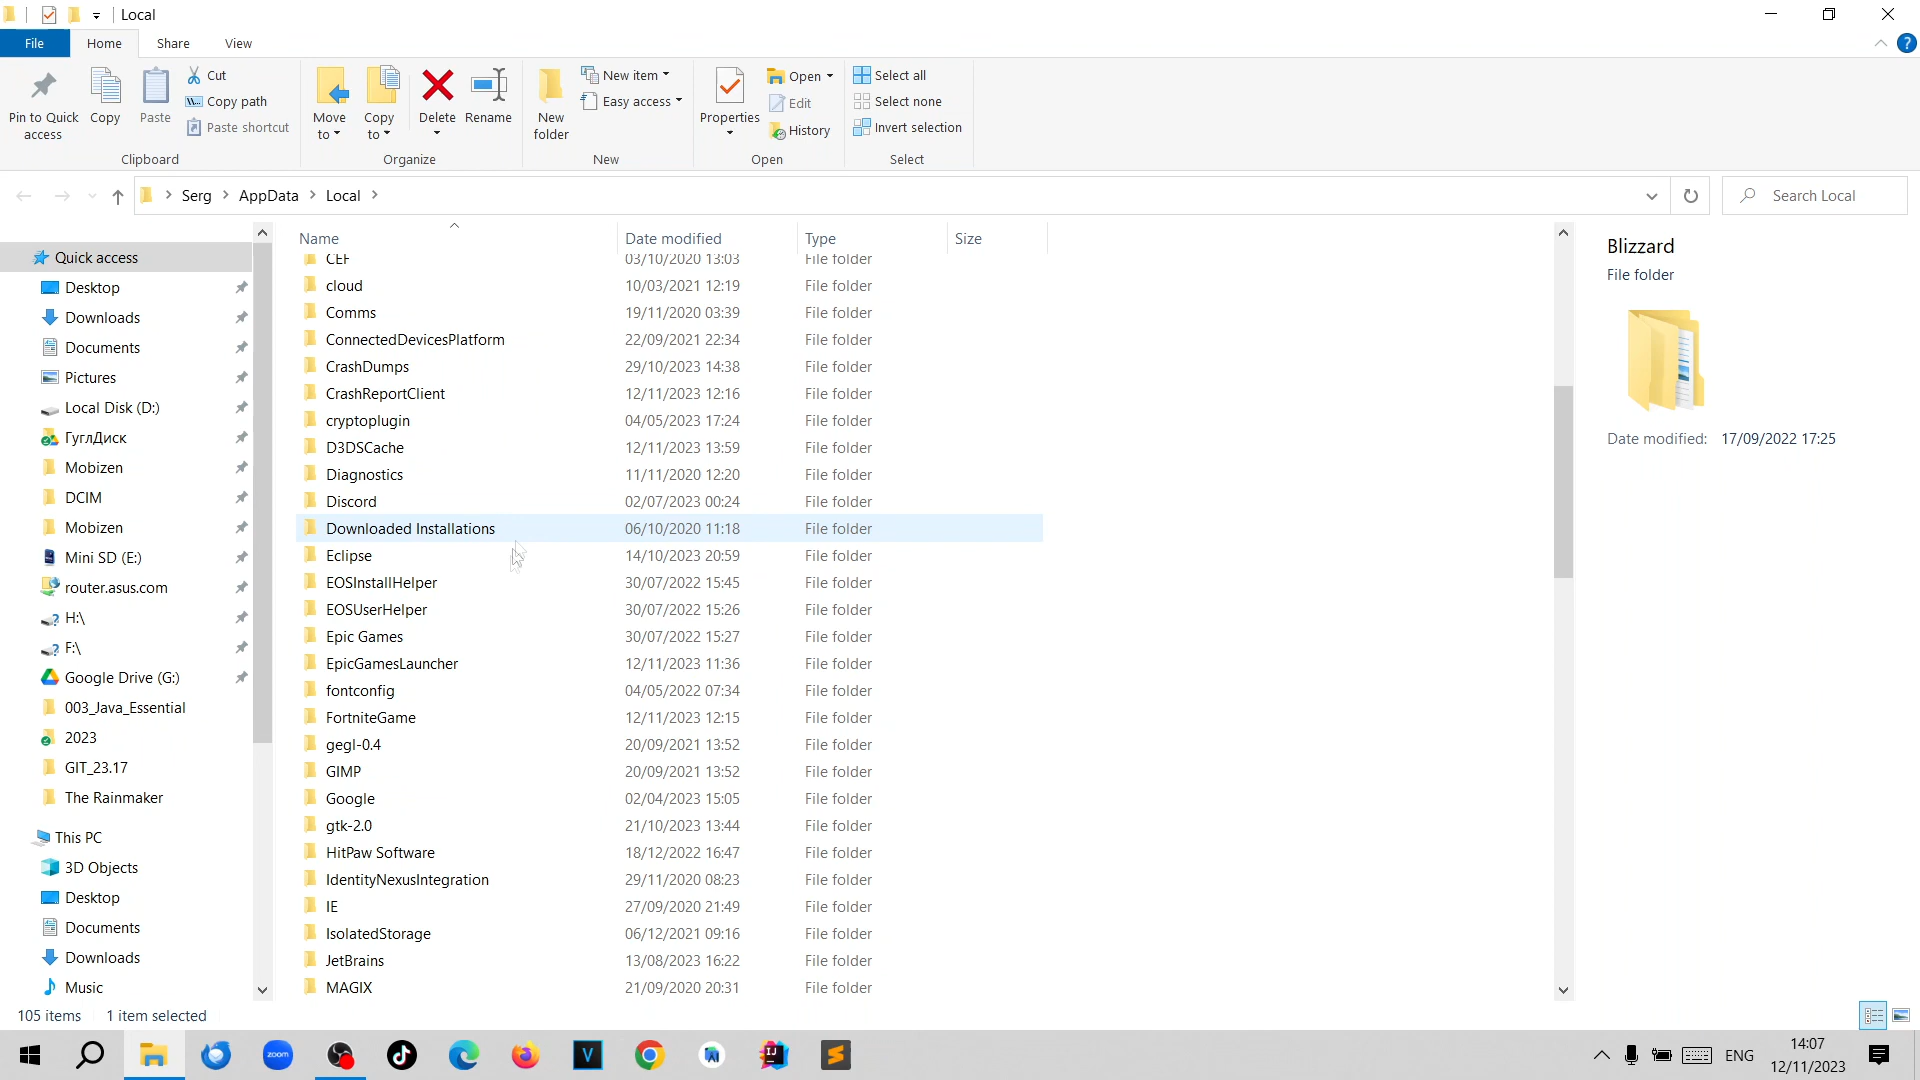 Local
File Home Share View
Pin to Quick access
Copy
Paste
Cut
Copy path
Paste shortcut
Clipboard
Move to
Copy to
Delete
Rename
Organize
New folder
New item
Easy access
New
Properties
Open
Edit
History
Open
Select all
Select none
Invert selection
Select
Serg AppData Local
Search Local
Quick access
Desktop
Downloads
Documents
Pictures
Local Disk (D:)
ГуглДиск
Mobizen
DCIM
Mobizen
Mini SD (E:)
router.asus.com
H:\
F:\
Google Drive (G:)
003_Java_Essential
2023
GIT_23.17
The Rainmaker
This PC
3D Objects
Desktop
Documents
Downloads
Music
Name Date modified Type Size
CEF 03/10/2020 13:03 File folder
cloud 10/03/2021 12:19 File folder
Comms 19/11/2020 03:39 File folder
ConnectedDevicesPlatform 22/09/2021 22:34 File folder
CrashDumps 29/10/2023 14:38 File folder
CrashReportClient 12/11/2023 12:16 File folder
cryptoplugin 04/05/2023 17:24 File folder
D3DSCache 12/11/2023 13:59 File folder
Diagnostics 11/11/2020 12:20 File folder
Discord 02/07/2023 00:24 File folder
Downloaded Installations 06/10/2020 11:18 File folder
Eclipse 14/10/2023 20:59 File folder
EOSInstallHelper 30/07/2022 15:45 File folder
EOSUserHelper 30/07/2022 15:26 File folder
Epic Games 30/07/2022 15:27 File folder
EpicGamesLauncher 12/11/2023 11:36 File folder
fontconfig 04/05/2022 07:34 File folder
FortniteGame 12/11/2023 12:15 File folder
gegl-0.4 20/09/2021 13:52 File folder
GIMP 20/09/2021 13:52 File folder
Google 02/04/2023 15:05 File folder
gtk-2.0 21/10/2023 13:44 File folder
HitPaw Software 18/12/2022 16:47 File folder
IdentityNexusIntegration 29/11/2020 08:23 File folder
IE 27/09/2020 21:49 File folder
IsolatedStorage 06/12/2021 09:16 File folder
JetBrains 13/08/2023 16:22 File folder
MAGIX 21/09/2020 20:31 File folder
Blizzard
File folder
Date modified: 17/09/2022 17:25
105 items 1 item selected
zoom
V
IJ
ENG
14:07
12/11/2023